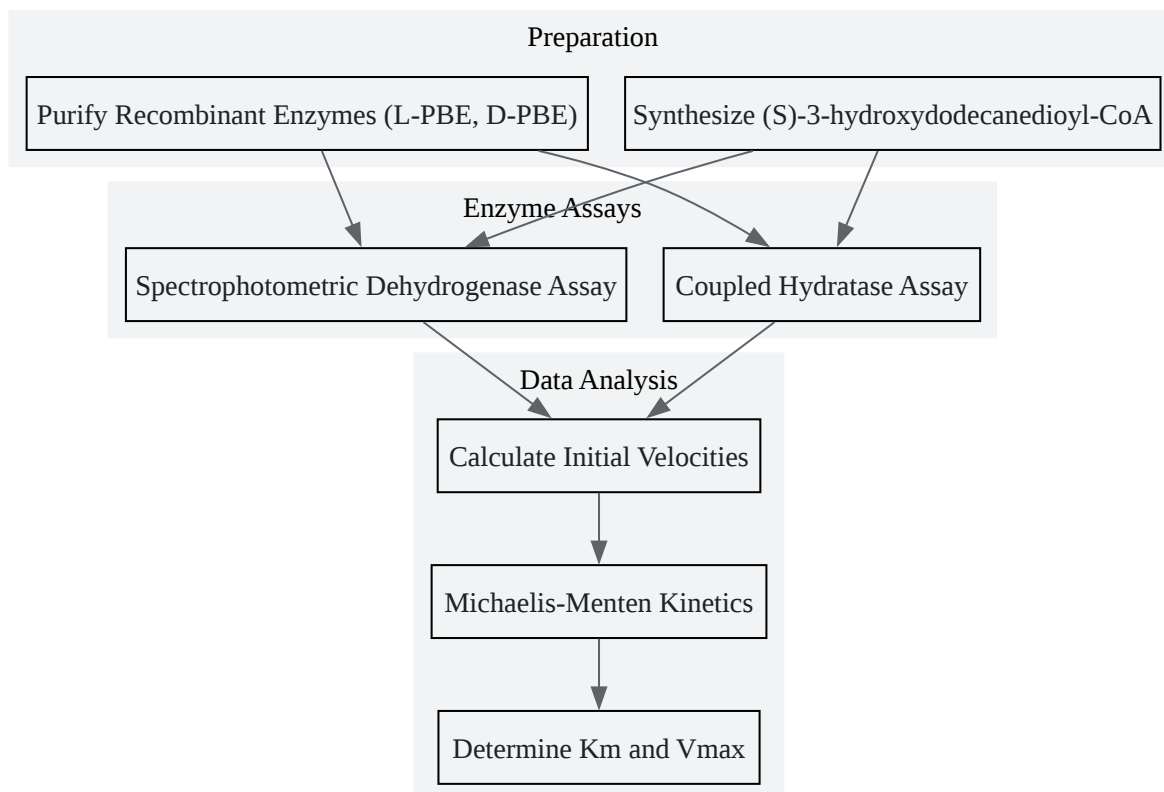 Preparation
Purify Recombinant Enzymes (L-PBE, D-PBE)
Synthesize (S)-3-hydroxydodecanedioyl-CoA
Enzyme Assays
Spectrophotometric Dehydrogenase Assay
Coupled Hydratase Assay
Data Analysis
Calculate Initial Velocities
Michaelis-Menten Kinetics
Determine Km and Vmax